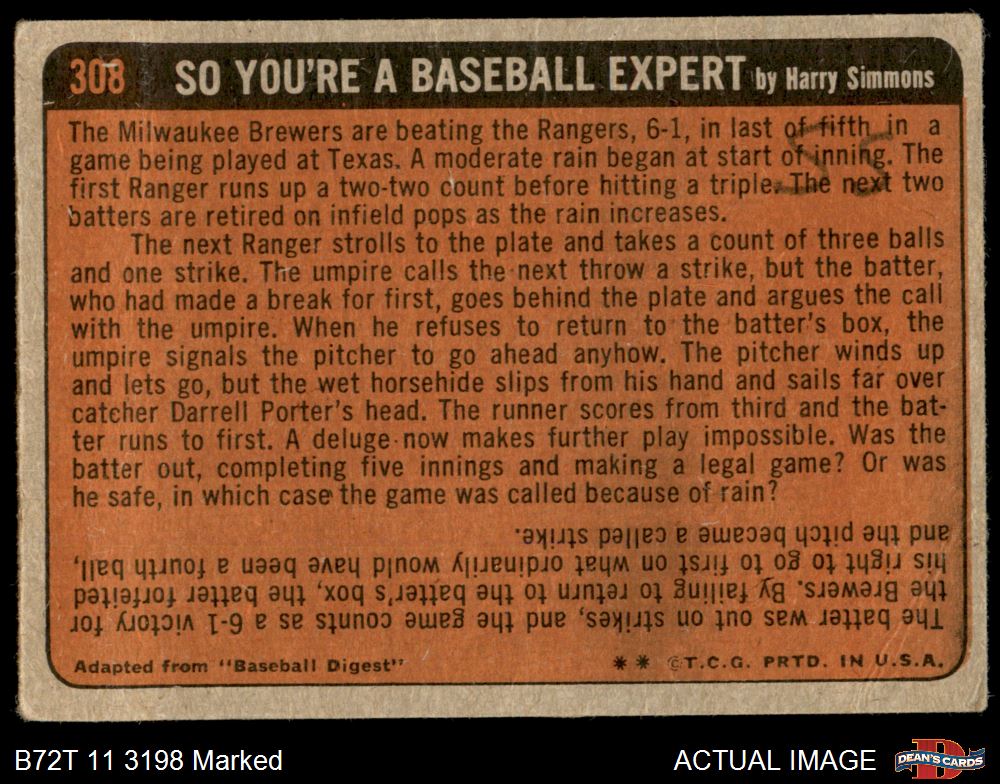 308 SO YOU'RE A BASEBALL EXPERT by Harry Simmons
The Milwaukee Brewers are beating the Rangers, 6-1, in last of fifth in a
game being played at Texas. A moderate rain began at start of inning. The
first Ranger runs up a two-two count before hitting a triple. The next two
batters are retired on infield pops as the rain increases.
The next Ranger strolls to the plate and takes a count of three balls
and one strike. The umpire calls the next throw a strike, but the batter,
who had made a break for first, goes behind the plate and argues the call
with the umpire. When he refuses to return to the batter's box, the
umpire signals the pitcher to go ahead anyhow. The pitcher winds up
and lets go, but the wet horsehide slips from his hand and sails far over
catcher Darrell Porter's head. The runner scores from third and the bat-
ter runs to first. A deluge now makes further play impossible. Was the
batter out, completing five innings and making a legal game? Or was
he safe, in which case the game was called because of rain?
The batter was out on strikes, and the game counts as a 6-1 victory for
the Brewers. By failing to return to the batter's box, the batter forfeited
his right to go to first on what ordinarily would have been a fourth ball,
and the pitch became a called strike.
Adapted from "Baseball Digest" ** ©T.C.G. PRTD. IN U.S.A.
B72T 11 3198 Marked ACTUAL IMAGE DEAN'S CARDS